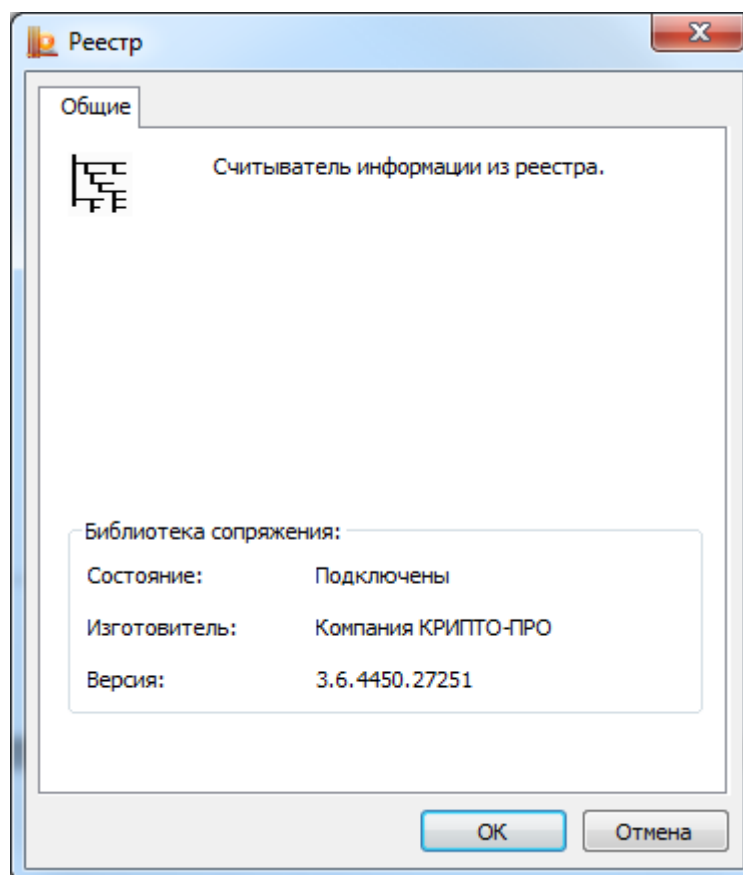 Реестр
Общие
Считыватель информации из реестра.
Библиотека сопряжения:
Состояние: Подключены
Изготовитель: Компания КРИПТО-ПРО
Версия: 3.6.4450.27251
ОК Отмена